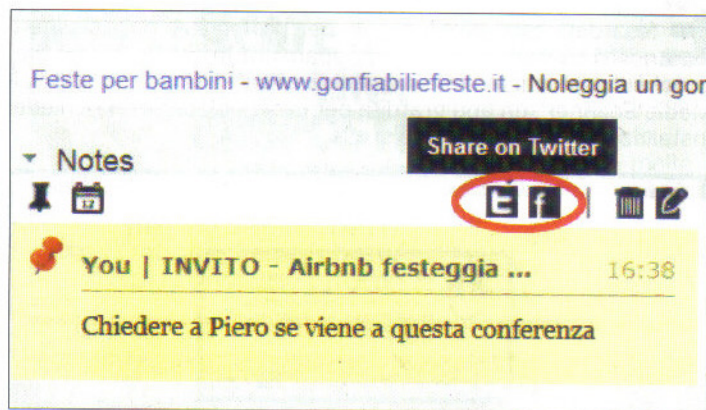 Feste per bambini - www.gonfiabiliefeste.it - Noleggia un gor
Share on Twitter
Notes
12
You | INVITO - Airbnb festeggia ...
16:38
Chiedere a Piero se viene a questa conferenza